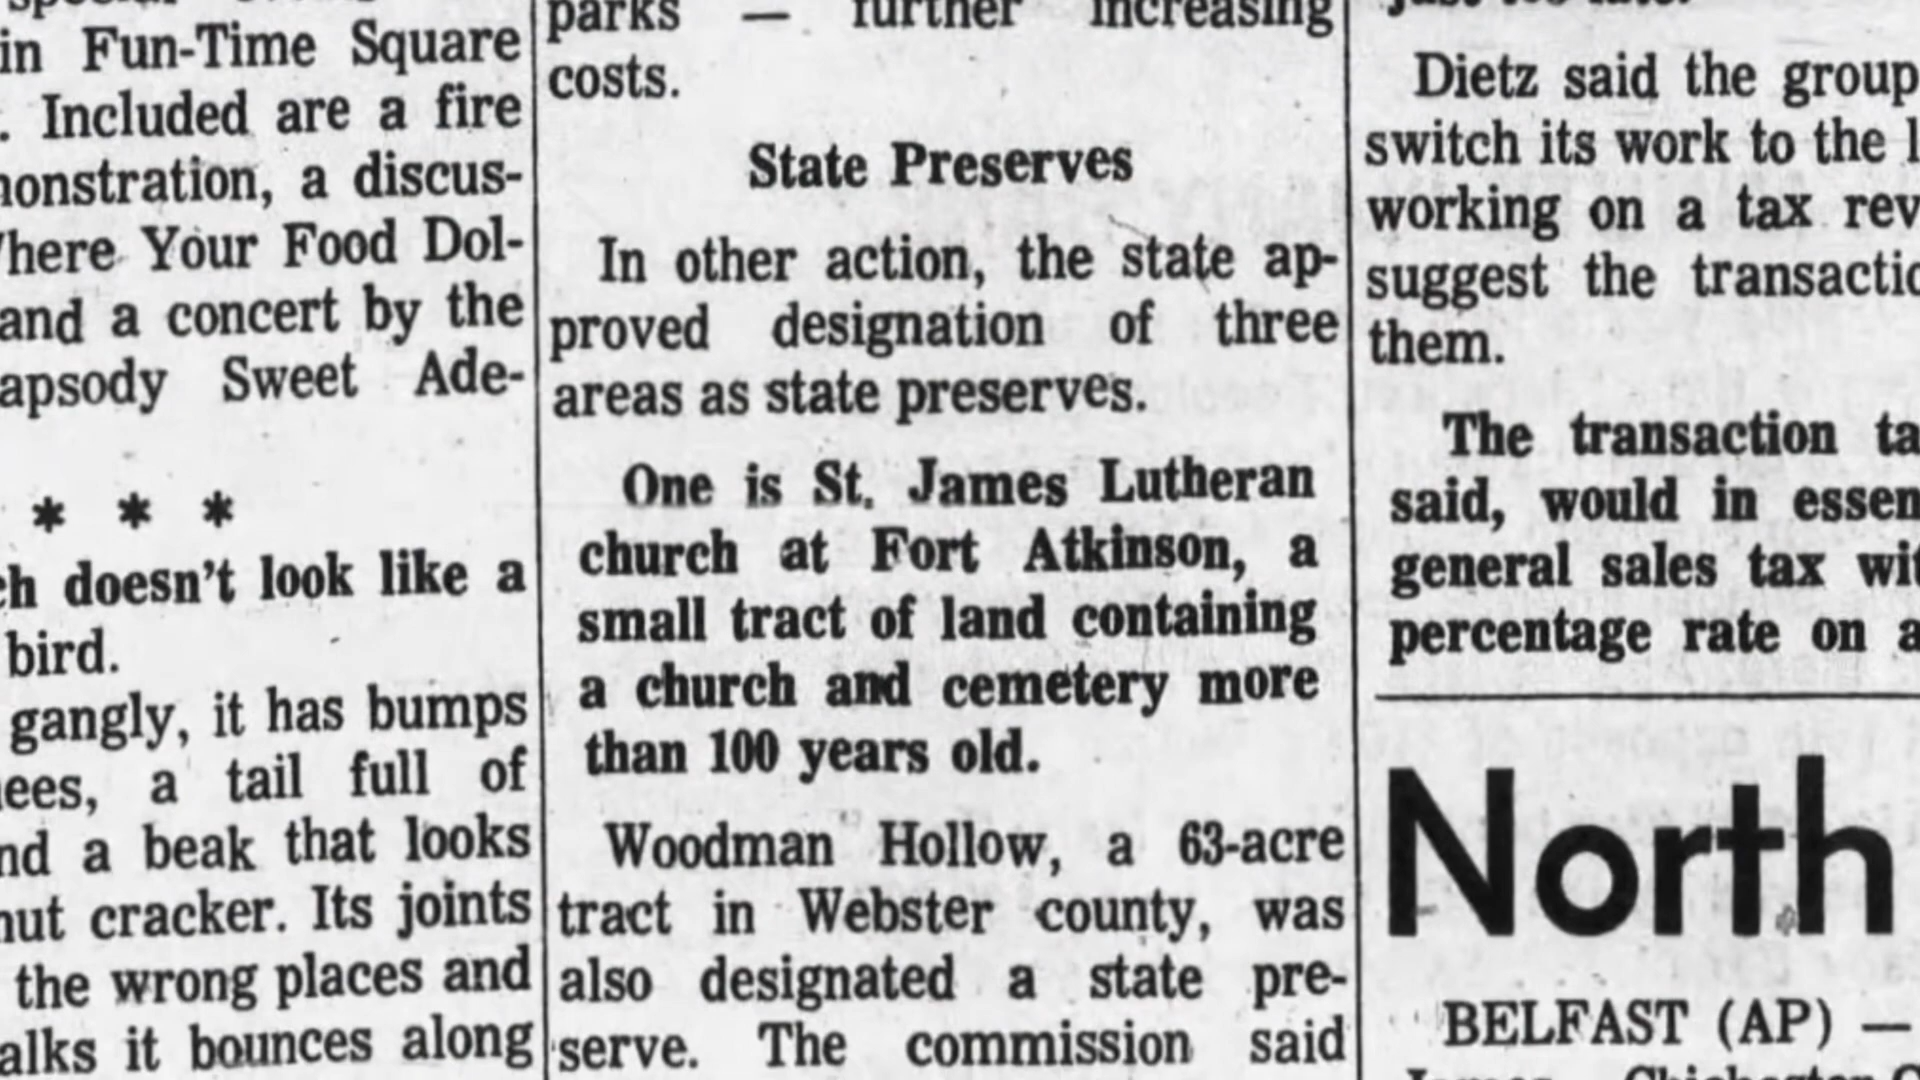 in Fun-Time Square
. Included are a fire
monstration, a discus-
Where Your Food Dol-
and a concert by the
apsody Sweet Ade-
* * *
ch doesn't look like a
bird.
gangly, it has bumps
ees, a tail full of
nd a beak that looks
nut cracker. Its joints
the wrong places and
alks it bounces along
parks — further increasing
costs.
State Preserves
In other action, the state ap-
proved designation of three
areas as state preserves.
One is St. James Lutheran
church at Fort Atkinson, a
small tract of land containing
a church and cemetery more
than 100 years old.
Woodman Hollow, a 63-acre
tract in Webster county, was
also designated a state pre-
serve. The commission said
just too late.
Dietz said the group
switch its work to the l
working on a tax rev
suggest the transactio
them.
The transaction ta
said, would in essen
general sales tax wit
percentage rate on a
North
BELFAST (AP) —